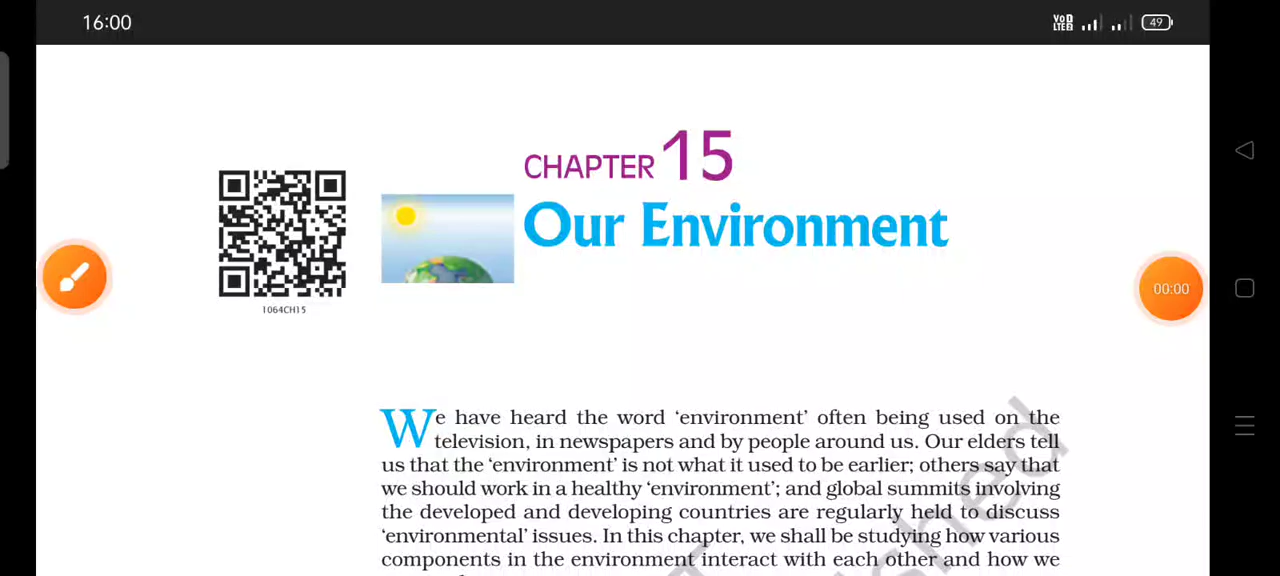 16:00
Vo LTE2
49
CHAPTER 15
Our Environment
1064CH15
00:00
We have heard the word ‘environment’ often being used on the
television, in newspapers and by people around us. Our elders tell
us that the ‘environment’ is not what it used to be earlier; others say that
we should work in a healthy ‘environment’; and global summits involving
the developed and developing countries are regularly held to discuss
‘environmental’ issues. In this chapter, we shall be studying how various
components in the environment interact with each other and how we